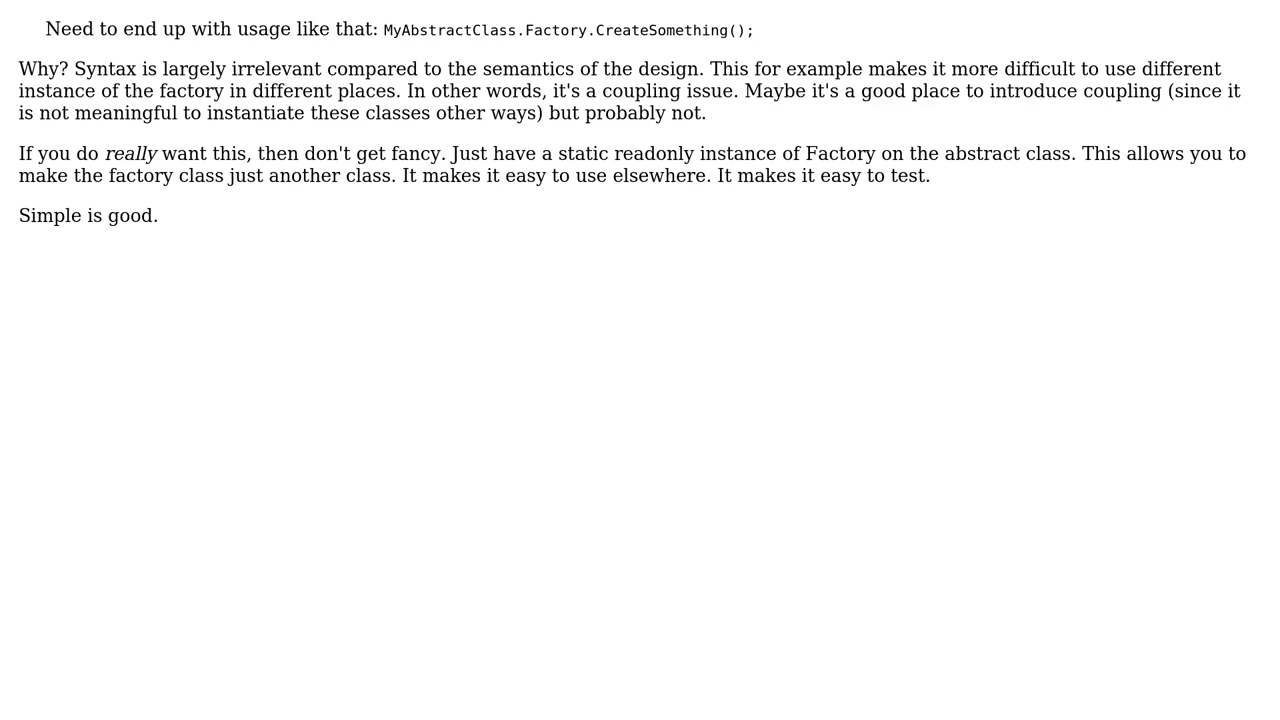 Need to end up with usage like that: MyAbstractClass.Factory.CreateSomething();
Why? Syntax is largely irrelevant compared to the semantics of the design. This for example makes it more difficult to use different
instance of the factory in different places. In other words, it's a coupling issue. Maybe it's a good place to introduce coupling (since it
is not meaningful to instantiate these classes other ways) but probably not.
If you do really want this, then don't get fancy. Just have a static readonly instance of Factory on the abstract class. This allows you to
make the factory class just another class. It makes it easy to use elsewhere. It makes it easy to test.
Simple is good.